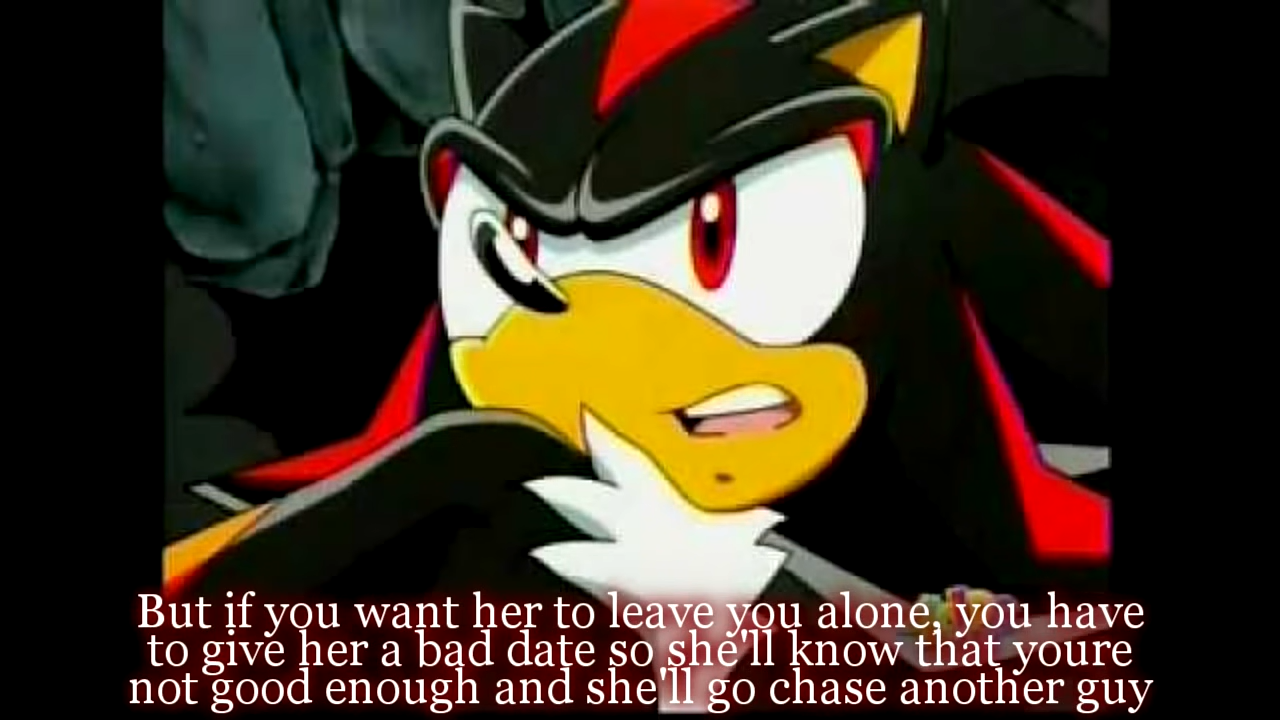 But if you want her to leave you alone, you have
to give her a bad date so she'll know that youre
not good enough and she'll go chase another guy